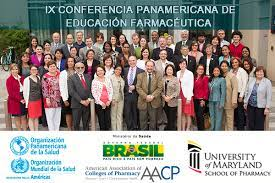 IX CONFERENCIA PANAMERICANA DE
EDUCACIÓN FARMACÉUTICA
Organización
Panamericana
de la Salud
Organización
Mundial de la Salud
Américas
Ministério da Saúde
BRASIL
PAÍS RICO É PAÍS SEM POBREZA
American Association of
Colleges of Pharmacy
AACP
UNIVERSITY of
MARYLAND
SCHOOL OF PHARMACY